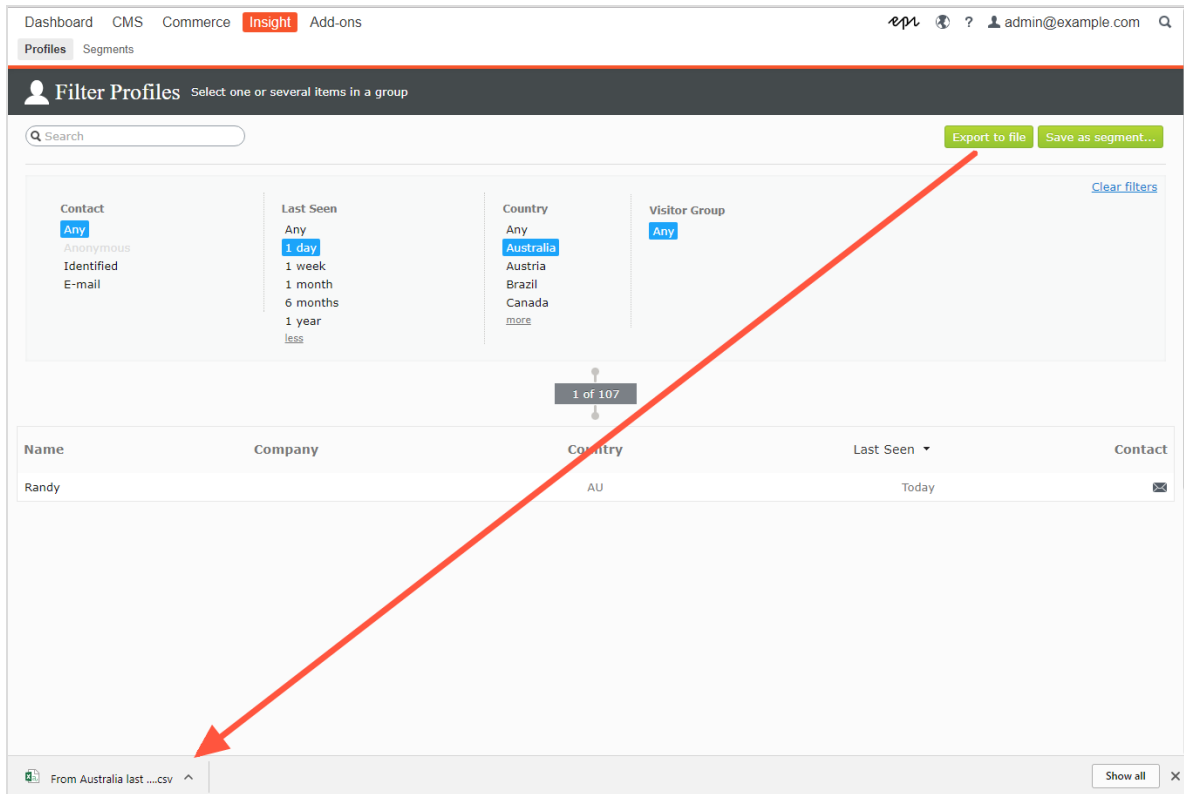 Dashboard CMS Commerce Insight Add-ons epi ? admin@example.com
Profiles Segments
Filter Profiles Select one or several items in a group
Search Export to file Save as segment...
Clear filters
Contact Last Seen Country Visitor Group
Any Any Any Any
Anonymous 1 day Australia
Identified 1 week Austria
E-mail 1 month Brazil
6 months Canada
1 year more
less
1 of 107
Name Company Country Last Seen Contact
Randy AU Today
From Australia last ....csv Show all